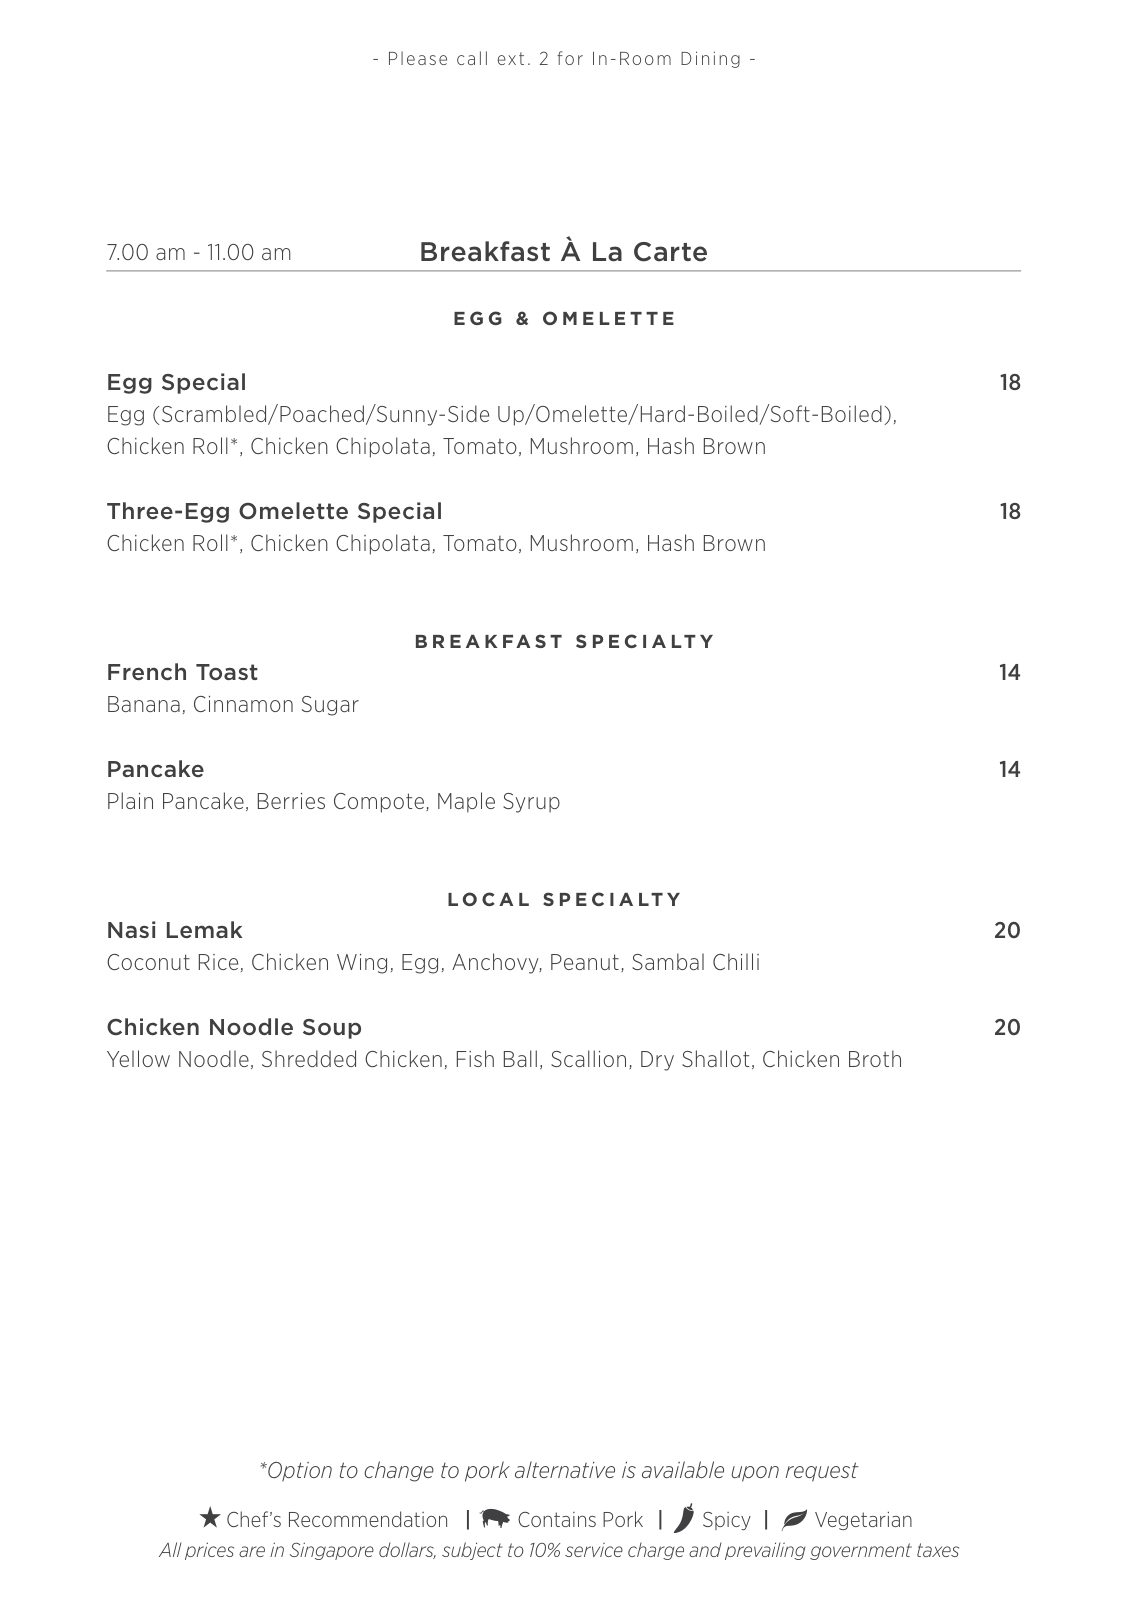 - Please call ext. 2 for In-Room Dining -
7.00 am - 11.00 am Breakfast À La Carte
EGG & OMELETTE
Egg Special 18
Egg (Scrambled/Poached/Sunny-Side Up/Omelette/Hard-Boiled/Soft-Boiled),
Chicken Roll*, Chicken Chipolata, Tomato, Mushroom, Hash Brown
Three-Egg Omelette Special 18
Chicken Roll*, Chicken Chipolata, Tomato, Mushroom, Hash Brown
BREAKFAST SPECIALTY
French Toast 14
Banana, Cinnamon Sugar
Pancake 14
Plain Pancake, Berries Compote, Maple Syrup
LOCAL SPECIALTY
Nasi Lemak 20
Coconut Rice, Chicken Wing, Egg, Anchovy, Peanut, Sambal Chilli
Chicken Noodle Soup 20
Yellow Noodle, Shredded Chicken, Fish Ball, Scallion, Dry Shallot, Chicken Broth
*Option to change to pork alternative is available upon request
Chef's Recommendation | Contains Pork | Spicy | Vegetarian
All prices are in Singapore dollars, subject to 10% service charge and prevailing government taxes